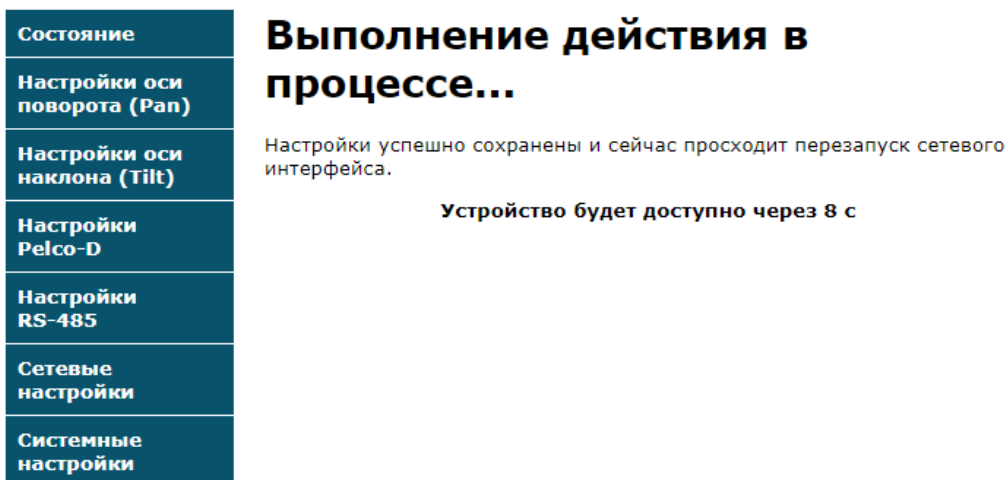 Состояние
Настройки оси
поворота (Pan)
Настройки оси
наклона (Tilt)
Настройки
Pelco-D
Настройки
RS-485
Сетевые
настройки
Системные
настройки
Выполнение действия в
процессе...
Настройки успешно сохранены и сейчас просходит перезапуск сетевого
интерфейса.
Устройство будет доступно через 8 с